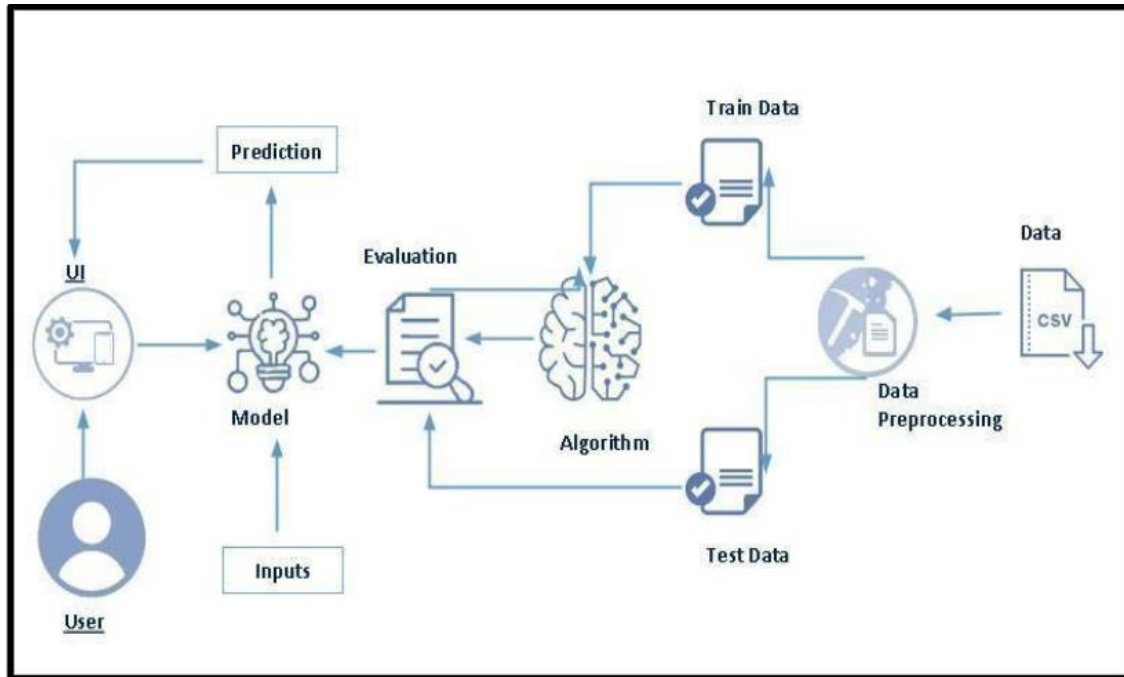 Train Data
Prediction
Data
Evaluation
UI
CSV
Data
Preprocessing
Model
Algorithm
Test Data
Inputs
User